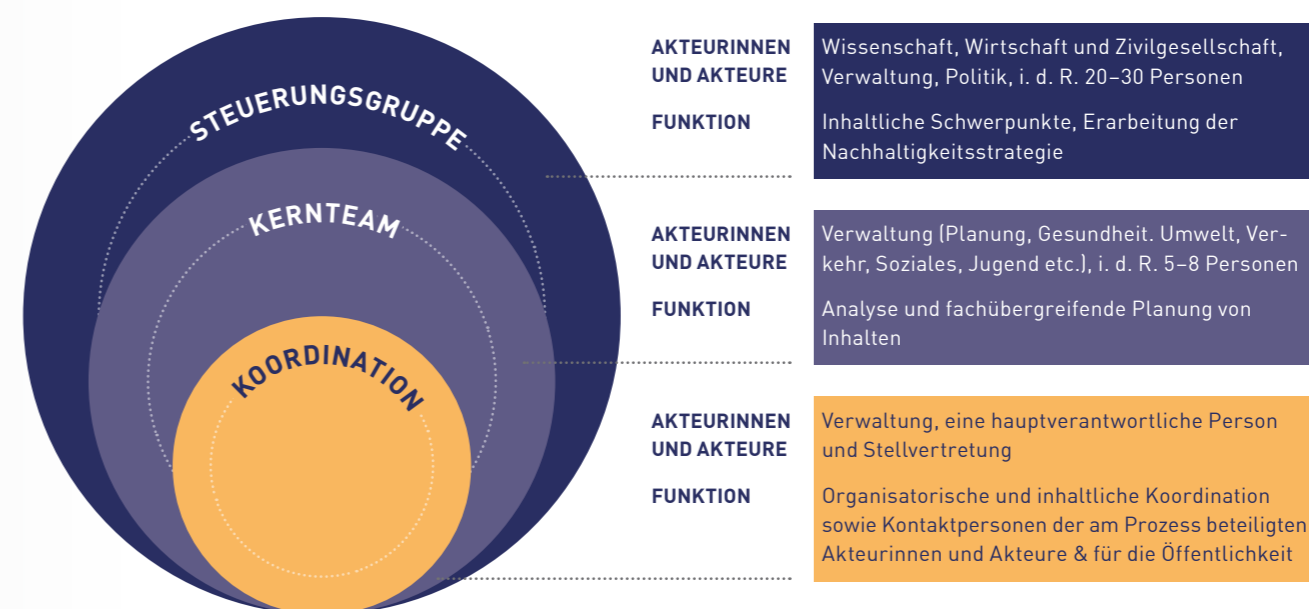 STEUERUNGSGRUPPE
KERNTEAM
KOORDINATION
AKTEURINNEN
UND AKTEURE
Wissenschaft, Wirtschaft und Zivilgesellschaft,
Verwaltung, Politik, i. d. R. 20–30 Personen
FUNKTION
Inhaltliche Schwerpunkte, Erarbeitung der
Nachhaltigkeitsstrategie
AKTEURINNEN
UND AKTEURE
Verwaltung (Planung, Gesundheit. Umwelt, Ver-
kehr, Soziales, Jugend etc.), i. d. R. 5–8 Personen
FUNKTION
Analyse und fachübergreifende Planung von
Inhalten
AKTEURINNEN
UND AKTEURE
Verwaltung, eine hauptverantwortliche Person
und Stellvertretung
FUNKTION
Organisatorische und inhaltliche Koordination
sowie Kontaktpersonen der am Prozess beteiligten
Akteurinnen und Akteure & für die Öffentlichkeit